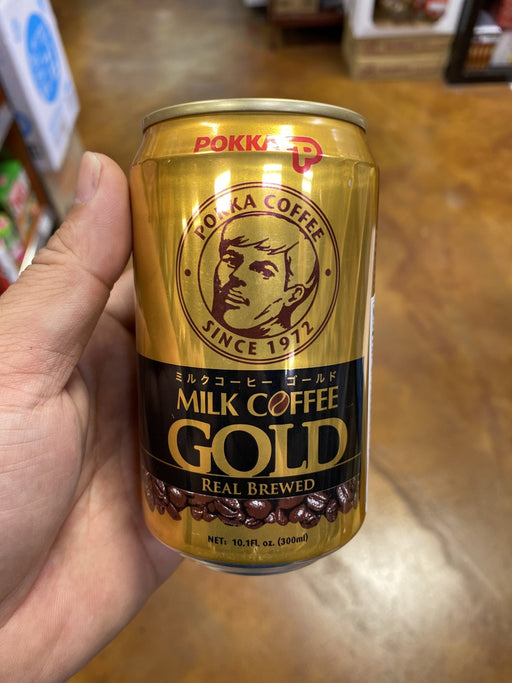 POKKA P
POKKA COFFEE
SINCE 1972
ミルクコーヒー ゴールド
MILK COFFEE
GOLD
REAL BREWED
NET: 10.1FL. oz. (300ml)